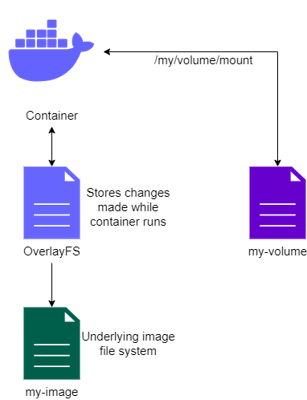 /my/volume/mount
Container
Stores changes
made while
container runs
OverlayFS
my-volume
Underlying image
file system
my-image